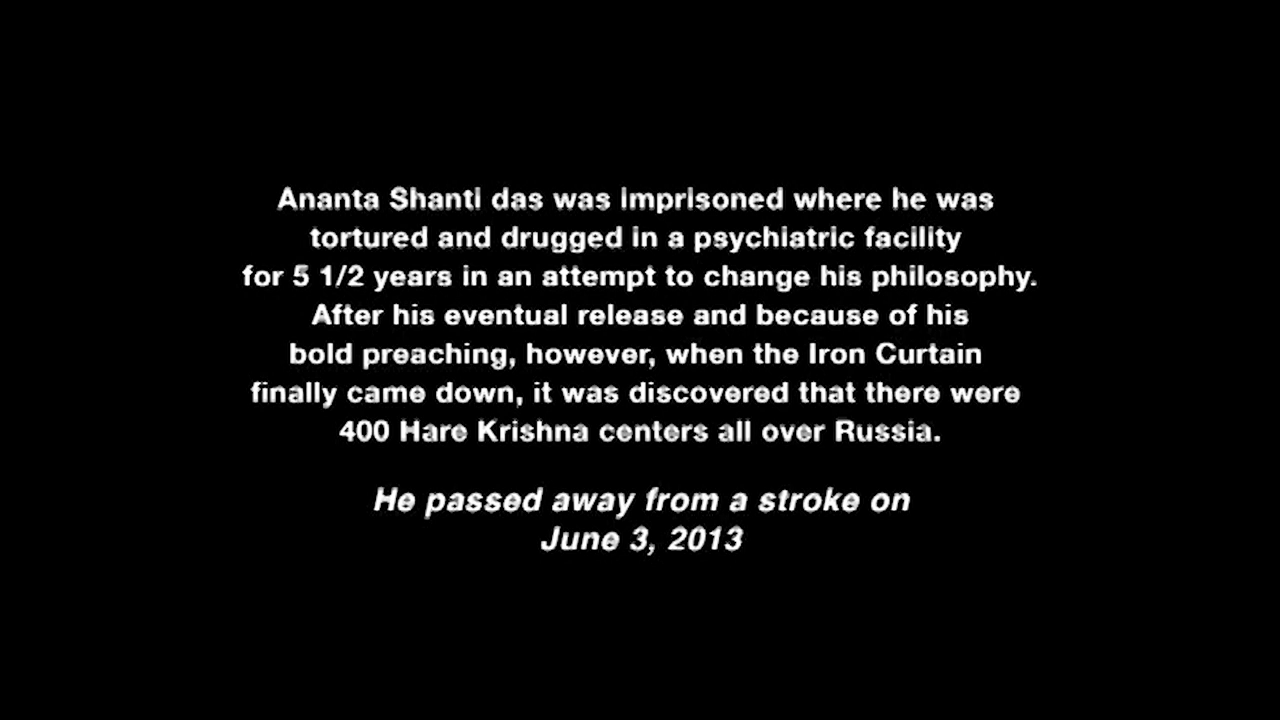 Ananta Shanti das was imprisoned where he was
tortured and drugged in a psychiatric facility
for 5 1/2 years in an attempt to change his philosophy.
After his eventual release and because of his
bold preaching, however, when the Iron Curtain
finally came down, it was discovered that there were
400 Hare Krishna centers all over Russia.
He passed away from a stroke on
June 3, 2013